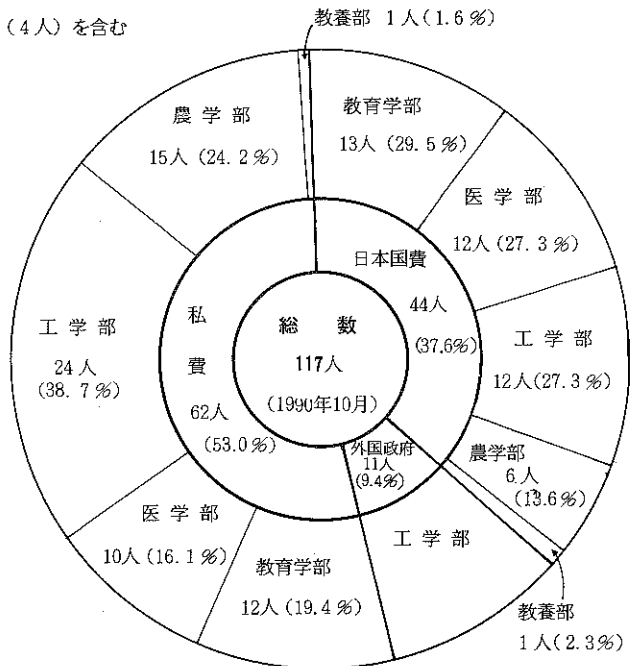 (4人) を含む
教養部 1人(1.6%)
教育学部
13人 (29.5%)
医学部
12人(27.3%)
工学部
12人(27.3%)
農学部
6人
(13.6%)
教養部
1人(2.3%)
工学部
教育学部
12人(19.4%)
医学部
10人(16.1%)
工学部
24人
(38.7%)
農学部
15人 (24.2%)
日本国費
44人
(37.6%)
外国政府
11人
(9.4%)
私
費
62人
(53.0%)
総数
117人
(1990年10月)